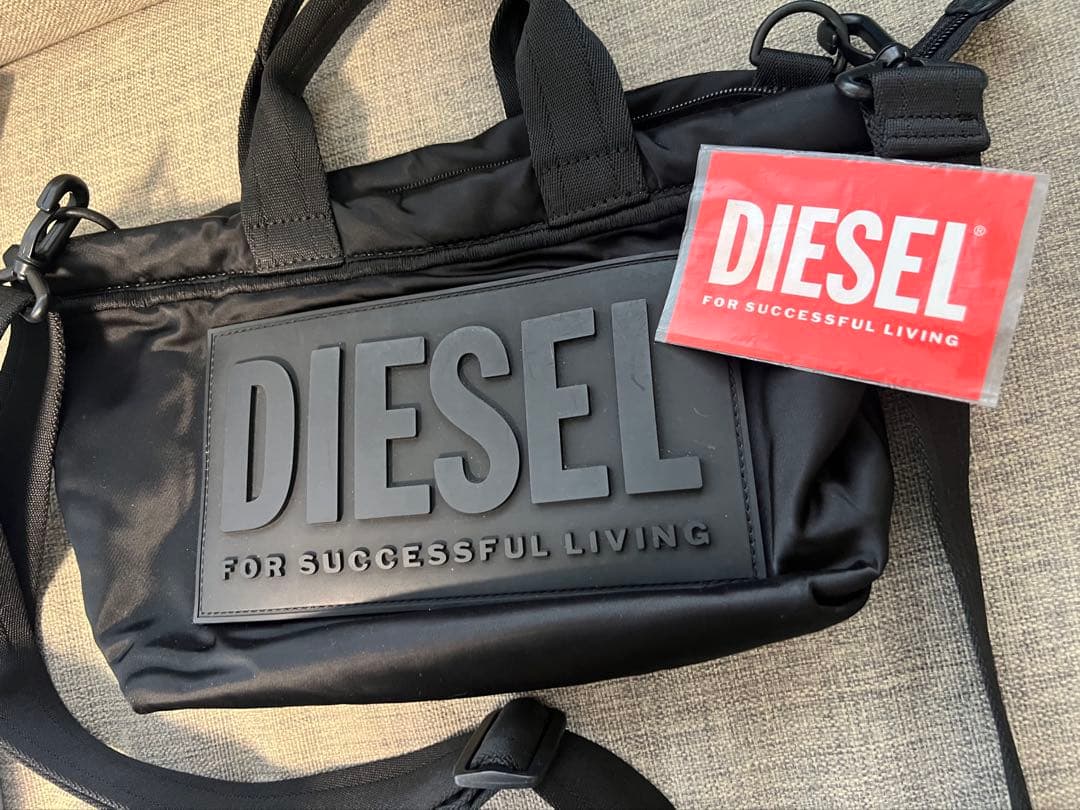 DIESEL
FOR SUCCESSFUL LIVING
DIESEL®
FOR SUCCESSFUL LIVING